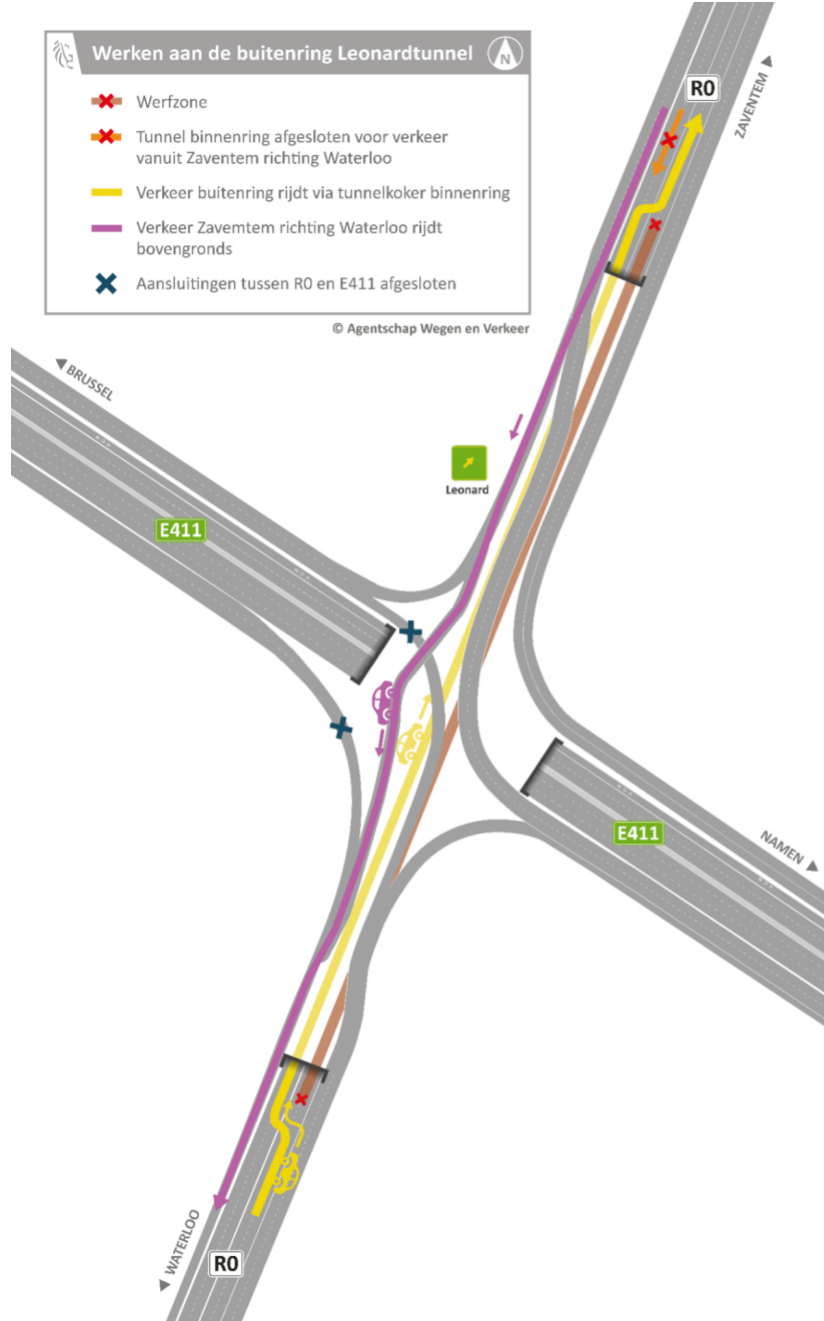 Werken aan de buitenring Leonardtunnel
N
Werfzone
Tunnel binnenring afgesloten voor verkeer
vanuit Zaventem richting Waterloo
Verkeer buitenring rijdt via tunnelkoker binnenring
Verkeer Zavemtem richting Waterloo rijdt
bovengronds
Aansluitingen tussen R0 en E411 afgesloten
© Agentschap Wegen en Verkeer
R0
ZAVENTEM
BRUSSEL
Leonard
E411
E411
NAMEN
WATERLOO
R0